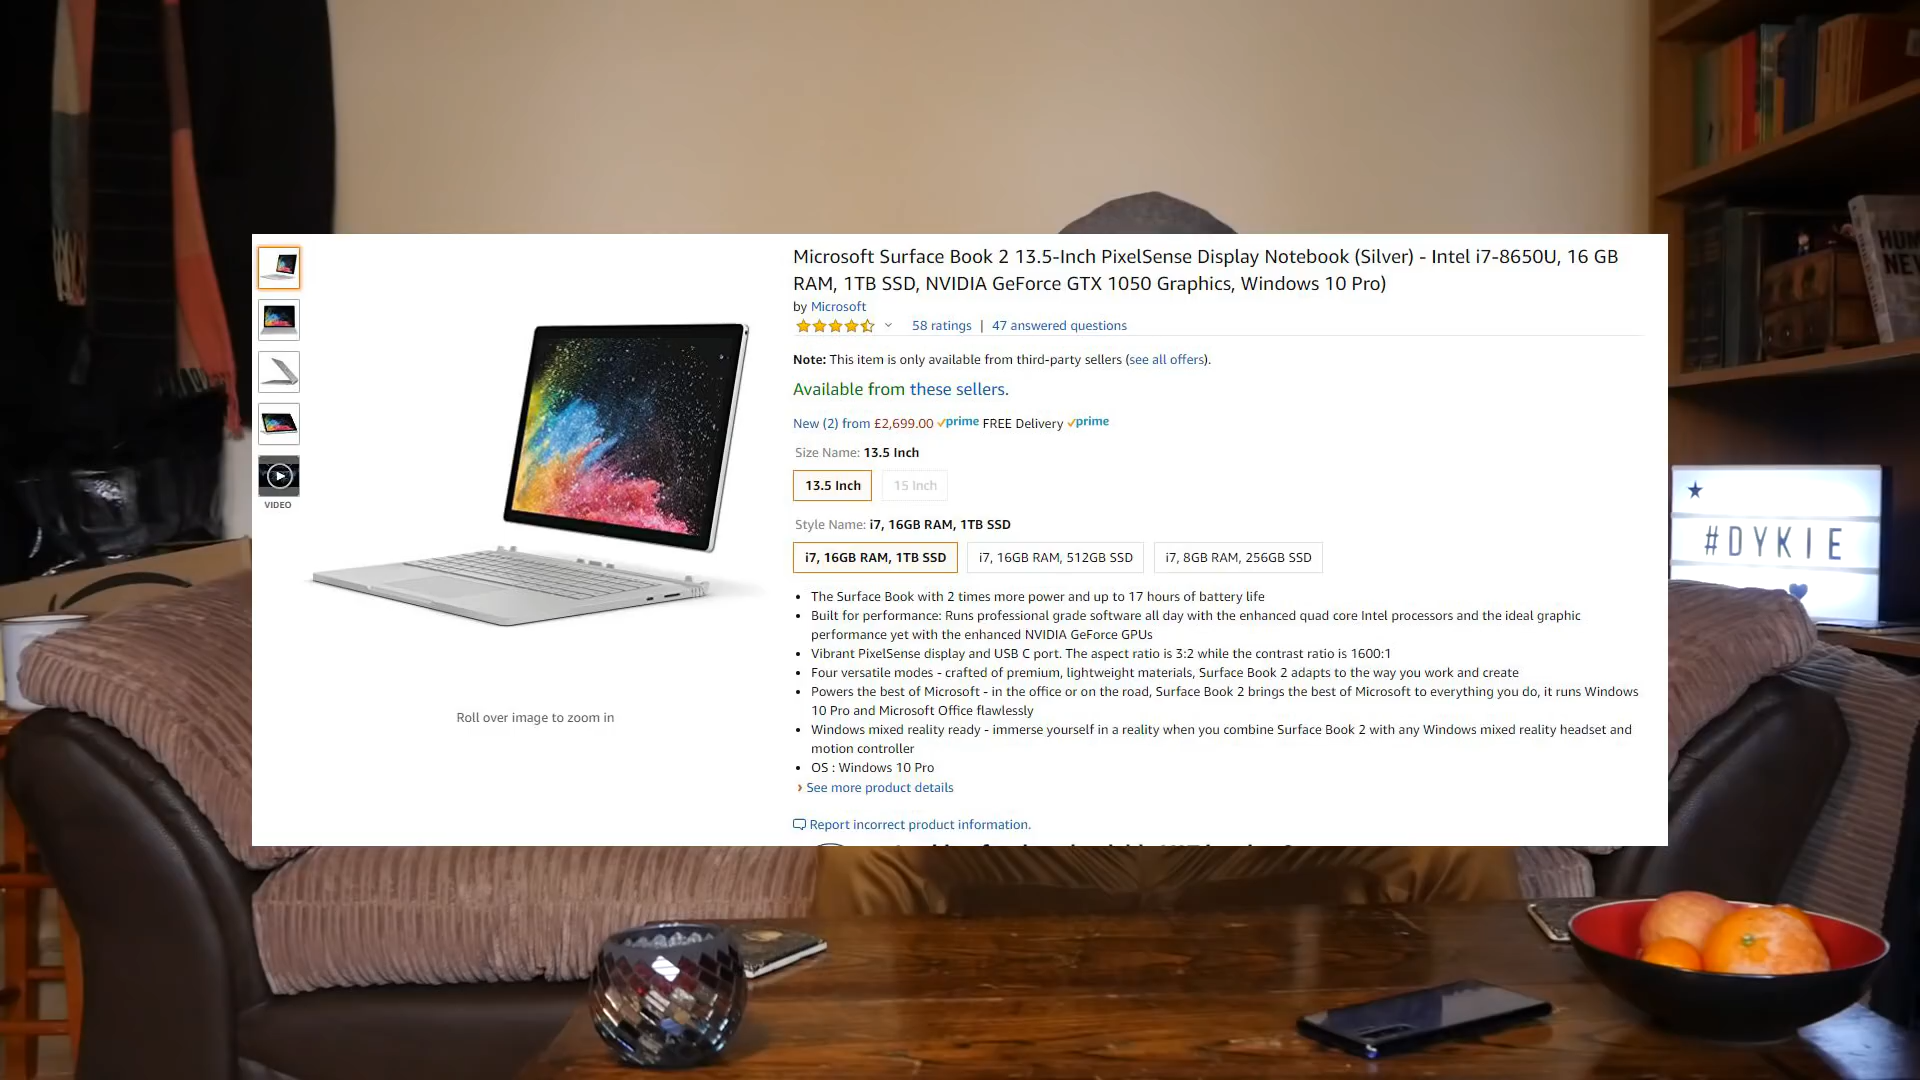 Microsoft Surface Book 2 13.5-Inch PixelSense Display Notebook (Silver) - Intel i7-8650U, 16 GB
RAM, 1TB SSD, NVIDIA GeForce GTX 1050 Graphics, Windows 10 Pro)
by Microsoft
58 ratings | 47 answered questions
Note: This item is only available from third-party sellers (see all offers).
Available from these sellers.
New (2) from £2,699.00 prime FREE Delivery prime
Size Name: 13.5 Inch
13.5 Inch 15 Inch
Style Name: i7, 16GB RAM, 1TB SSD
i7, 16GB RAM, 1TB SSD i7, 16GB RAM, 512GB SSD i7, 8GB RAM, 256GB SSD
The Surface Book with 2 times more power and up to 17 hours of battery life
Built for performance: Runs professional grade software all day with the enhanced quad core Intel processors and the ideal graphic
performance yet with the enhanced NVIDIA GeForce GPUs
Vibrant PixelSense display and USB C port. The aspect ratio is 3:2 while the contrast ratio is 1600:1
Four versatile modes - crafted of premium, lightweight materials, Surface Book 2 adapts to the way you work and create
Powers the best of Microsoft - in the office or on the road, Surface Book 2 brings the best of Microsoft to everything you do, it runs Windows
10 Pro and Microsoft Office flawlessly
Windows mixed reality ready - immerse yourself in a reality when you combine Surface Book 2 with any Windows mixed reality headset and
motion controller
OS : Windows 10 Pro
› See more product details
Report incorrect product information.
VIDEO
Roll over image to zoom in
#DYKIE